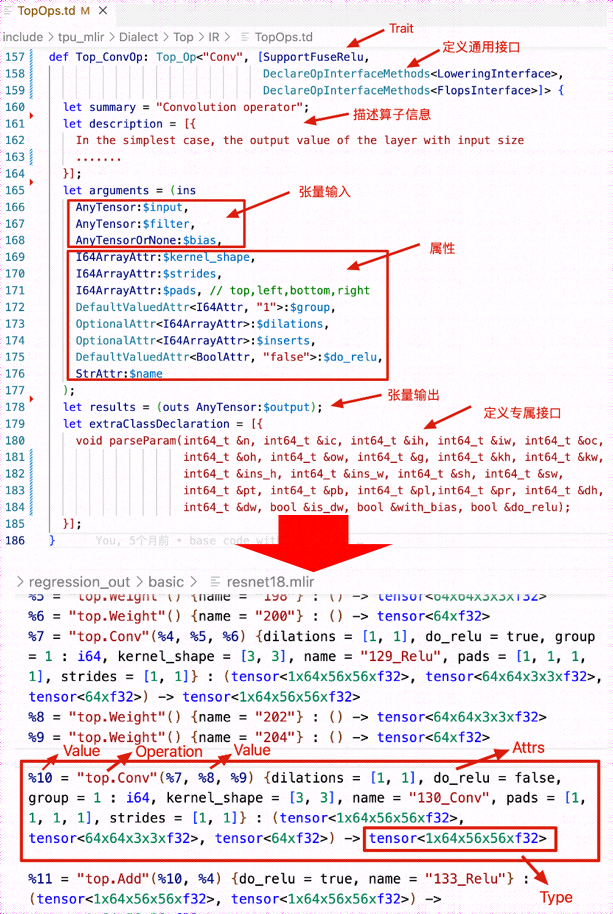 TopOps.td M ×
include > tpu_mlir > Dialect > Top > IR > TopOps.td
Trait
157 def Top_ConvOp: Top_Op<"Conv", [SupportFuseRelu,
定义通用接口
158 DeclareOpInterfaceMethods<LoweringInterface>,
159 DeclareOpInterfaceMethods<FlopsInterface>]> {
160 let summary = "Convolution operator";
161 let description = [{
描述算子信息
162 In the simplest case, the output value of the layer with input size
163 .......
164 }];
165 let arguments = (ins
张量输入
166 AnyTensor:$input,
167 AnyTensor:$filter,
168 AnyTensorOrNone:$bias,
属性
169 I64ArrayAttr:$kernel_shape,
170 I64ArrayAttr:$strides,
171 I64ArrayAttr:$pads, // top,left,bottom,right
172 DefaultValuedAttr<I64Attr, "1">:$group,
173 OptionalAttr<I64ArrayAttr>:$dilations,
174 OptionalAttr<I64ArrayAttr>:$inserts,
175 DefaultValuedAttr<BoolAttr, "false">:$do_relu,
176 StrAttr:$name
177 );
张量输出
178 let results = (outs AnyTensor:$output);
定义专属接口
179 let extraClassDeclaration = [{
180 void parseParam(int64_t &n, int64_t &ic, int64_t &ih, int64_t &iw, int64_t &oc,
181 int64_t &oh, int64_t &ow, int64_t &g, int64_t &kh, int64_t &kw,
182 int64_t &ins_h, int64_t &ins_w, int64_t &sh, int64_t &sw,
183 int64_t &pt, int64_t &pb, int64_t &pl,int64_t &pr, int64_t &dh,
184 int64_t &dw, bool &is_dw, bool &with_bias, bool &do_relu);
185 }];
186 } You, 5个月前 • base code wit
> regression_out > basic > resnet18.mlir
%5 = "top.Weight"() {name = "198"} : () -> tensor<64x64x3x3xf32>
%6 = "top.Weight"() {name = "200"} : () -> tensor<64xf32>
%7 = "top.Conv"(%4, %5, %6) {dilations = [1, 1], do_relu = true, group
= 1 : i64, kernel_shape = [3, 3], name = "129_Relu", pads = [1, 1, 1,
1], strides = [1, 1]} : (tensor<1x64x56x56xf32>, tensor<64x64x3x3xf32>,
tensor<64xf32>) -> tensor<1x64x56x56xf32>
%8 = "top.Weight"() {name = "202"} : () -> tensor<64x64x3x3xf32>
%9 = "top.Weight"() {name = "204"} : () -> tensor<64xf32>
Value Operation Value Attrs
%10 = "top.Conv"(%7, %8, %9) {dilations = [1, 1], do_relu = false,
group = 1 : i64, kernel_shape = [3, 3], name = "130_Conv", pads = [1,
1, 1, 1], strides = [1, 1]} : (tensor<1x64x56x56xf32>,
tensor<64x64x3x3xf32>, tensor<64xf32>) -> tensor<1x64x56x56xf32>
%11 = "top.Add"(%10, %4) {do_relu = true, name = "133_Relu"} :
Type
(tensor<1x64x56x56xf32>, tensor<1x64x56x56xf32>) ->